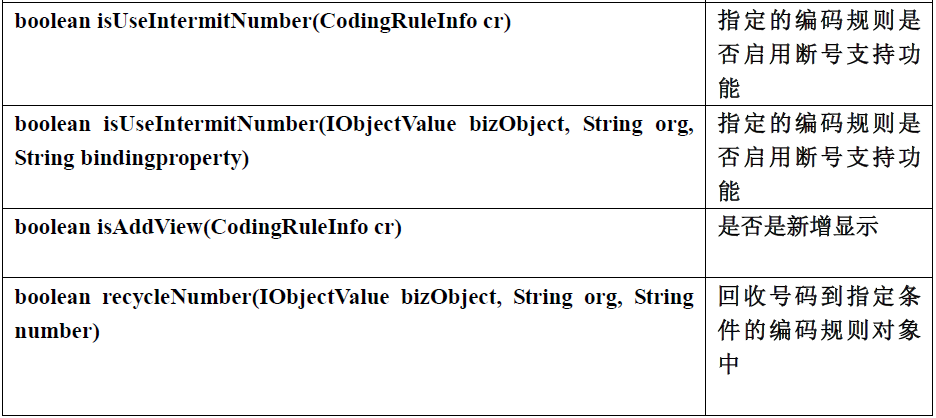 boolean isUseIntermitNumber(CodingRuleInfo cr)
指定的编码规则是
否启用断号支持功
能
boolean isUseIntermitNumber(IObjectValue bizObject, String org,
String bindingproperty)
指定的编码规则是
否启用断号支持功
能
boolean isAddView(CodingRuleInfo cr)
是否是新增显示
boolean recycleNumber(IObjectValue bizObject, String org, String
number)
回收号码到指定条
件的编码规则对象
中